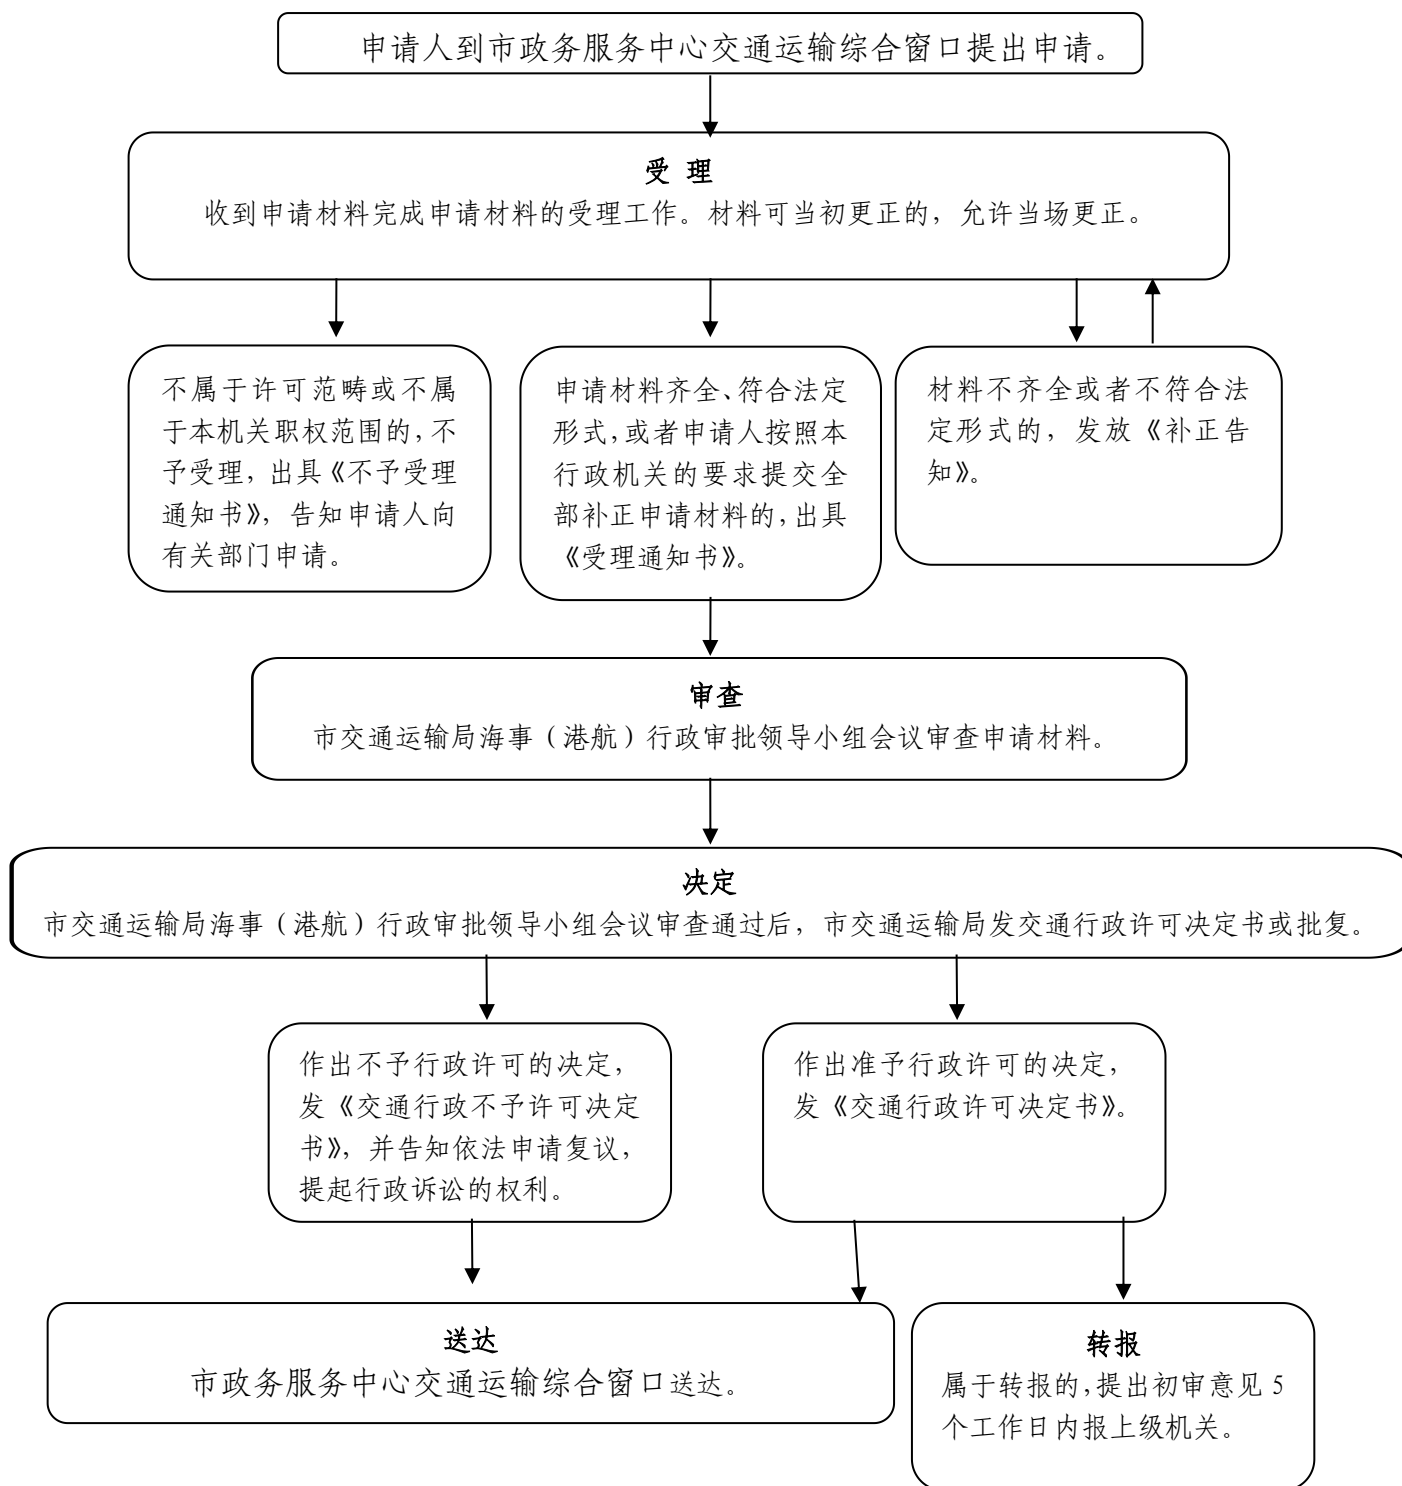 申请人到市政务服务中心交通运输综合窗口提出申请。
受 理
收到申请材料完成申请材料的受理工作。材料可当初更正的，允许当场更正。
不属于许可范畴或不属
于本机关职权范围的，不
予受理，出具《不予受理
通知书》，告知申请人向
有关部门申请。
申请材料齐全、符合法定
形式，或者申请人按照本
行政机关的要求提交全
部补正申请材料的，出具
《受理通知书》。
材料不齐全或者不符合法
定形式的，发放《补正告
知》。
审查
市交通运输局海事（港航）行政审批领导小组会议审查申请材料。
决定
市交通运输局海事（港航）行政审批领导小组会议审查通过后，市交通运输局发交通行政许可决定书或批复。
作出不予行政许可的决定，
发《交通行政不予许可决定
书》，并告知依法申请复议，
提起行政诉讼的权利。
作出准予行政许可的决定，
发《交通行政许可决定书》。
送达
市政务服务中心交通运输综合窗口送达。
转报
属于转报的，提出初审意见 5
个工作日内报上级机关。